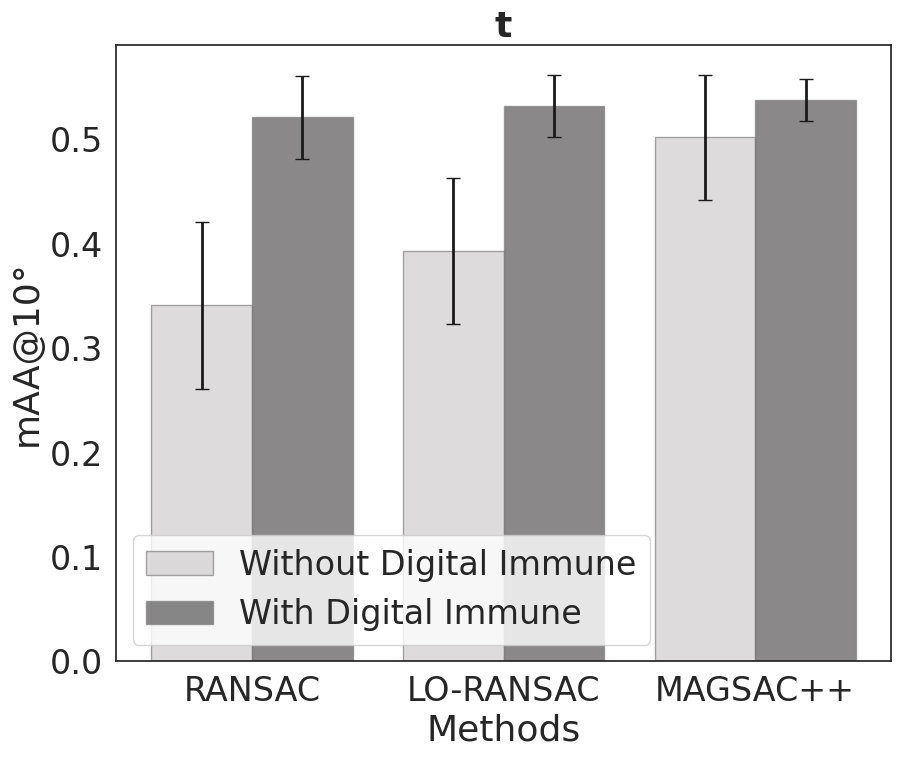 t
mAA@10°
0.5
0.4
0.3
0.2
0.1
0.0
Without Digital Immune
With Digital Immune
RANSAC
LO-RANSAC
MAGSAC++
Methods